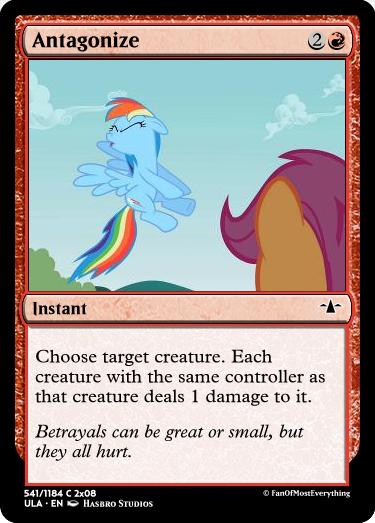 Antagonize 2
Instant
Choose target creature. Each
creature with the same controller as
that creature deals 1 damage to it.
Betrayals can be great or small, but
they all hurt.
541/1184 C 2x08
ULA • EN HASBRO STUDIOS
© FanOfMostEverything